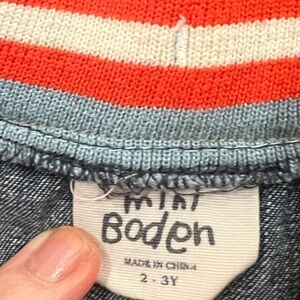 mini
Boden
MADE IN CHINA
2 - 3Y